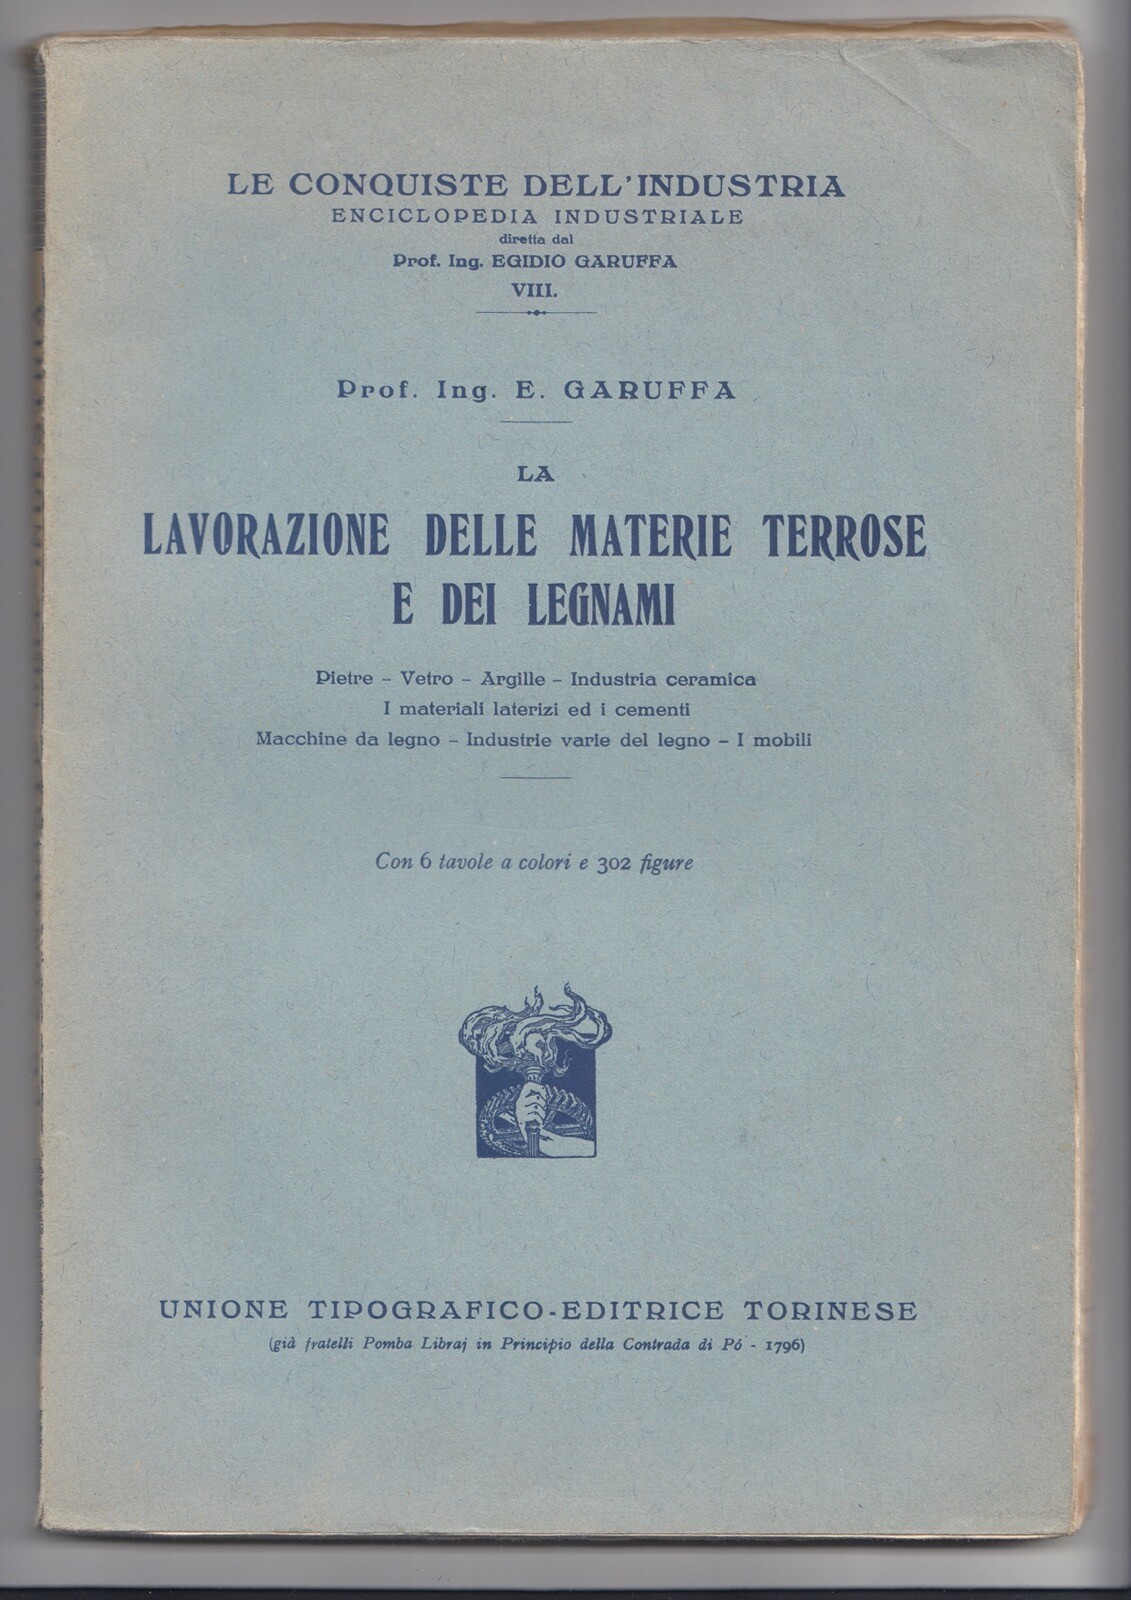 LE CONQUISTE DELL'INDUSTRIA
ENCICLOPEDIA INDUSTRIALE
diretta dal
Prof. Ing. EGIDIO GARUFFA
VIII.
Prof. Ing. E. GARUFFA
LA
LAVORAZIONE DELLE MATERIE TERROSE
E DEI LEGNAMI
Pietre - Vetro - Argille - Industria ceramica
I materiali laterizi ed i cementi
Macchine da legno - Industrie varie del legno - I mobili
Con 6 tavole a colori e 302 figure
UNIONE TIPOGRAFICO-EDITRICE TORINESE
(già fratelli Pomba Libraj in Principio della Contrada di Pó - 1796)